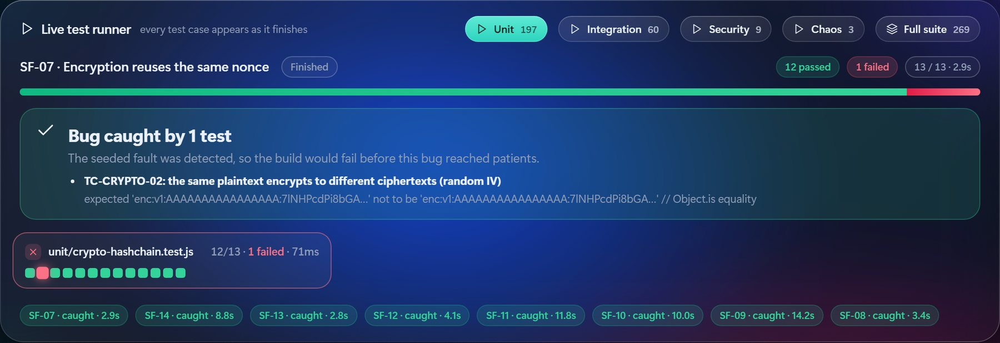 Live test runner every test case appears as it finishes Unit 197 Integration 60 Security 9 Chaos 3 Full suite 269
SF-07 · Encryption reuses the same nonce Finished 12 passed 1 failed 13 / 13 · 2.9s
Bug caught by 1 test
The seeded fault was detected, so the build would fail before this bug reached patients.
• TC-CRYPTO-02: the same plaintext encrypts to different ciphertexts (random IV)
expected 'enc:v1:AAAAAAAAAAAAAAAA:7lNHPcdPi8bGA…' not to be 'enc:v1:AAAAAAAAAAAAAAAA:7lNHPcdPi8bGA…' // Object.is equality
unit/crypto-hashchain.test.js 12/13 · 1 failed · 71ms
SF-07 · caught · 2.9s SF-14 · caught · 8.8s SF-13 · caught · 2.8s SF-12 · caught · 4.1s SF-11 · caught · 11.8s SF-10 · caught · 10.0s SF-09 · caught · 14.2s SF-08 · caught · 3.4s